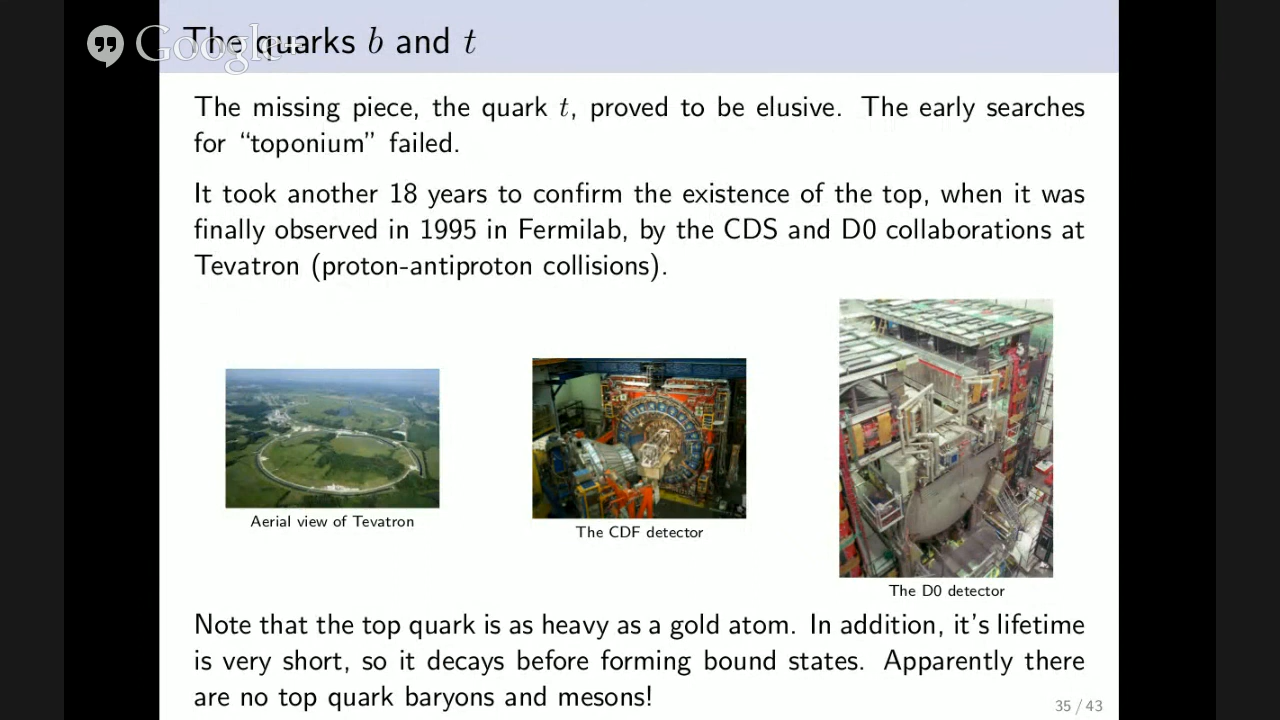 Google+
The quarks b and t
The missing piece, the quark t, proved to be elusive. The early searches
for “toponium” failed.
It took another 18 years to confirm the existence of the top, when it was
finally observed in 1995 in Fermilab, by the CDS and D0 collaborations at
Tevatron (proton-antiproton collisions).
Aerial view of Tevatron
The CDF detector
The D0 detector
Note that the top quark is as heavy as a gold atom. In addition, it's lifetime
is very short, so it decays before forming bound states. Apparently there
are no top quark baryons and mesons!
35 / 43